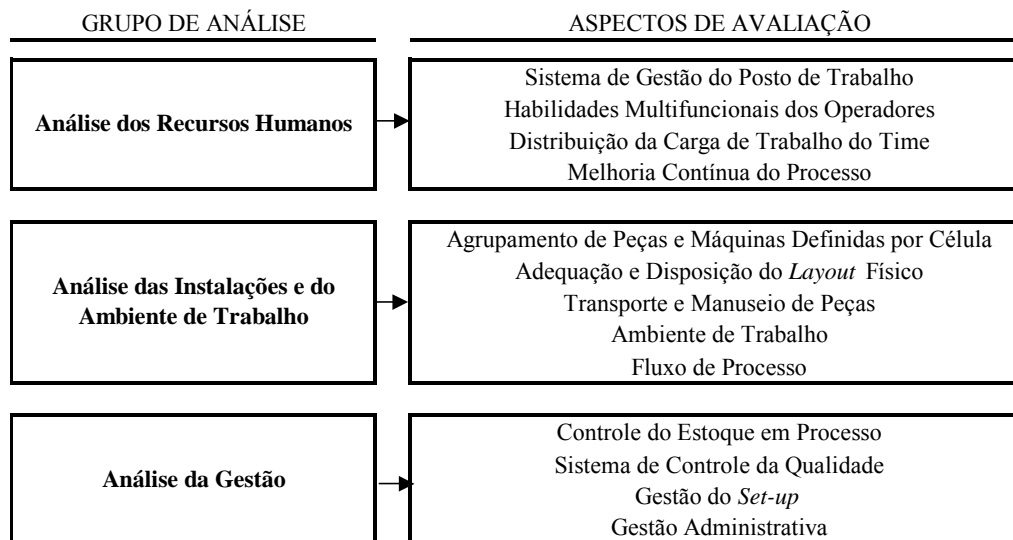 GRUPO DE ANÁLISE
ASPECTOS DE AVALIAÇÃO
Análise dos Recursos Humanos
Sistema de Gestão do Posto de Trabalho
Habilidades Multifuncionais dos Operadores
Distribuição da Carga de Trabalho do Time
Melhoria Contínua do Processo
Análise das Instalações e do
Ambiente de Trabalho
Agrupamento de Peças e Máquinas Definidas por Célula
Adequação e Disposição do Layout Físico
Transporte e Manuseio de Peças
Ambiente de Trabalho
Fluxo de Processo
Análise da Gestão
Controle do Estoque em Processo
Sistema de Controle da Qualidade
Gestão do Set-up
Gestão Administrativa